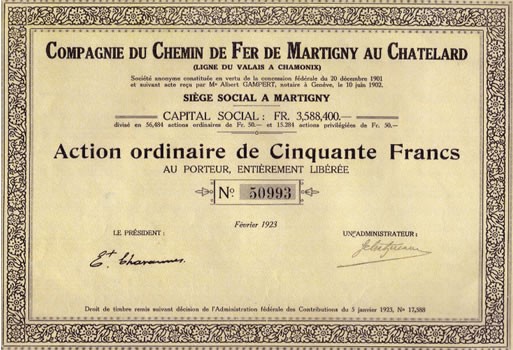 COMPAGNIE DU CHEMIN DE FER DE MARTIGNY AU CHATELARD
(LIGNE DU VALAIS A CHAMONIX)
Société anonyme constituée en vertu de la concession fédérale du 20 décembre 1901
et suivant acte reçu par Me Albert GAMPERT, notaire à Genève, le 10 juin 1902.
SIÈGE SOCIAL A MARTIGNY
CAPITAL SOCIAL: FR. 3,588,400.—
divisé en 56,484 actions ordinaires de Fr. 50.— et 15.284 actions privilégiées de Fr. 50.—
Action ordinaire de Cinquante Francs
AU PORTEUR, ENTIÈREMENT LIBÉRÉE
No. 50993
Février 1923
LE PRÉSIDENT:
UN ADMINISTRATEUR:
Droit de timbre remis suivant décision de l'Administration fédérale des Contributions du 5 janvier 1923, No 17,888